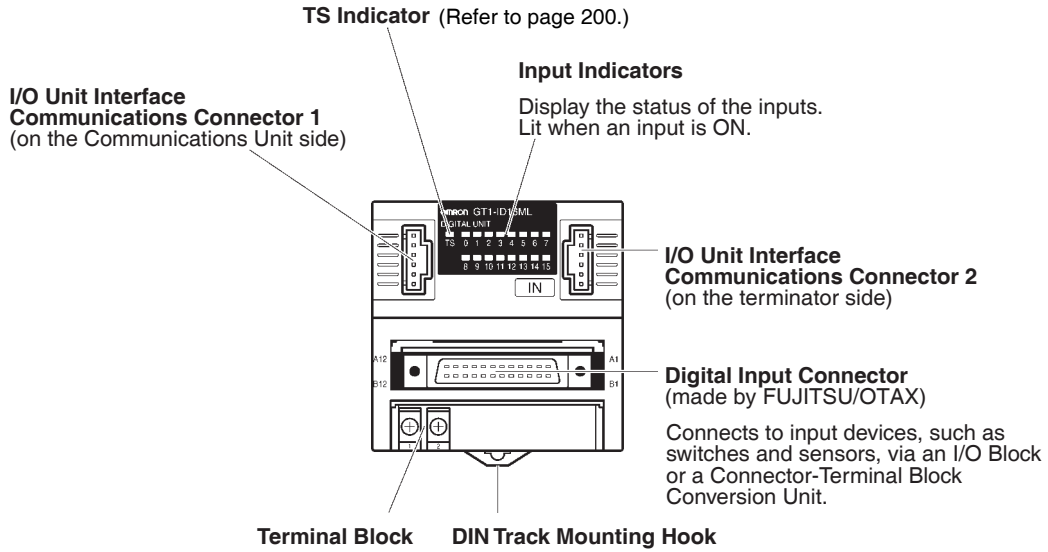 TS Indicator (Refer to page 200.)
Input Indicators
Display the status of the inputs.
Lit when an input is ON.
I/O Unit Interface
Communications Connector 1
(on the Communications Unit side)
OMRON GT1-ID16ML
DIGITAL UNIT
TS 0 1 2 3 4 5 6 7
8 9 10 11 12 13 14 15
IN
I/O Unit Interface
Communications Connector 2
(on the terminator side)
A12 A1
B12 B1
Digital Input Connector
(made by FUJITSU/OTAX)
Connects to input devices, such as
switches and sensors, via an I/O Block
or a Connector-Terminal Block
Conversion Unit.
1 2
Terminal Block DIN Track Mounting Hook